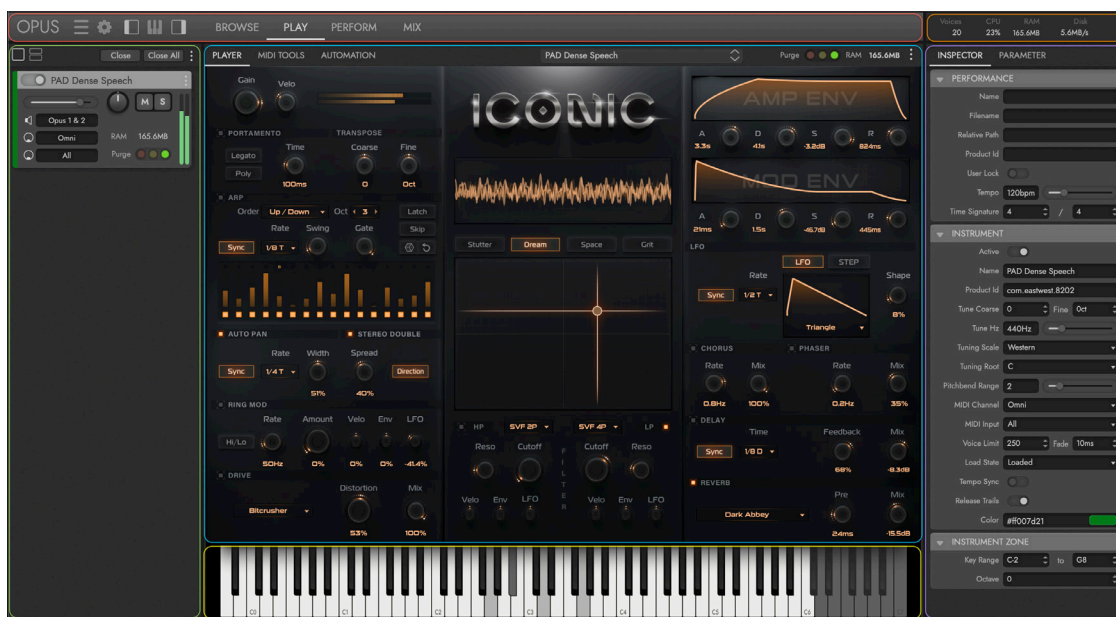 OPUS
BROWSE PLAY PERFORM MIX
Voices CPU RAM Disk
20 23% 165.6MB 5.6MB/s
Close Close All
PAD Dense Speech
M S
Opus 1 & 2
Omni RAM 165.6MB
All Purge
PLAYER MIDI TOOLS AUTOMATION PAD Dense Speech Purge RAM 165.6MB
Gain Velo
PORTAMENTO TRANSPOSE
Legato Time Coarse Fine
Poly
100ms 0 0ct
ARP
Order Up / Down Oct 3 Latch
Rate Swing Gate Skip
Sync 1/8 T
AUTO PAN STEREO DOUBLE
Rate Width Spread
Sync 1/4 T Direction
51% 40%
RING MOD
Rate Amount Velo Env LFO
Hi/Lo
50Hz 0% 0% 0% -41.4%
DRIVE
Distortion Mix
Bitcrusher
53% 100%
ICONIC
Stutter Dream Space Grit
HP SVF 2P SVF 4P LP
Reso Cutoff Cutoff Reso
FILTER
Velo Env LFO Velo Env LFO
AMP ENV
A D S R
3.3s 4.1s -3.2dB 824ms
MOD ENV
A D S R
21ms 1.5s -46.7dB 445ms
LFO
LFO STEP
Rate Shape
Sync 1/2 T
8%
Triangle
CHORUS PHASER
Rate Mix Rate Mix
0.8Hz 100% 0.2Hz 35%
DELAY
Time Feedback Mix
Sync 1/8 D
68% -8.3dB
REVERB
Pre Mix
Dark Abbey
24ms -15.5dB
C0 C1 C2 C3 C4 C5 C6
INSPECTOR PARAMETER
PERFORMANCE
Name
Filename
Relative Path
Product Id
User Lock
Tempo 120bpm
Time Signature 4 / 4
INSTRUMENT
Active
Name PAD Dense Speech
Product Id com.eastwest.8202
Tune Coarse 0 Fine 0ct
Tune Hz 440Hz
Tuning Scale Western
Tuning Root C
Pitchbend Range 2
MIDI Channel Omni
MIDI Input All
Voice Limit 250 Fade 10ms
Load State Loaded
Tempo Sync
Release Trails
Color #ff007d21
INSTRUMENT ZONE
Key Range C-2 to G8
Octave 0